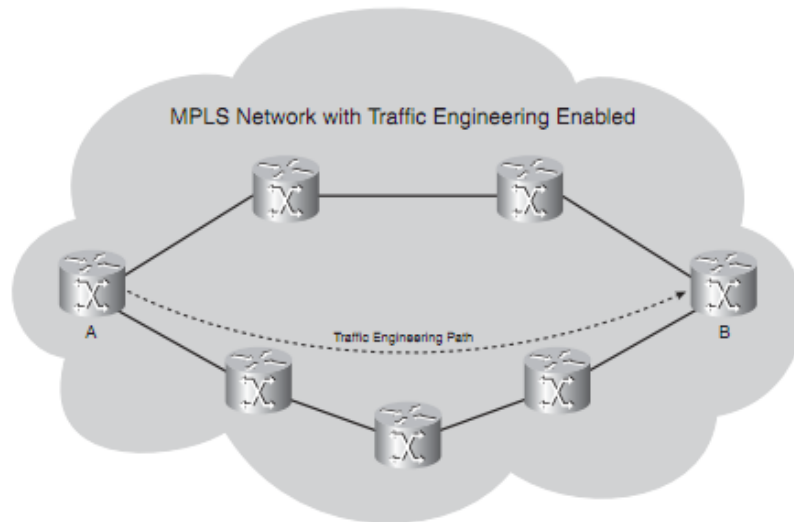 MPLS Network with Traffic Engineering Enabled
A
Traffic Engineering Path
B